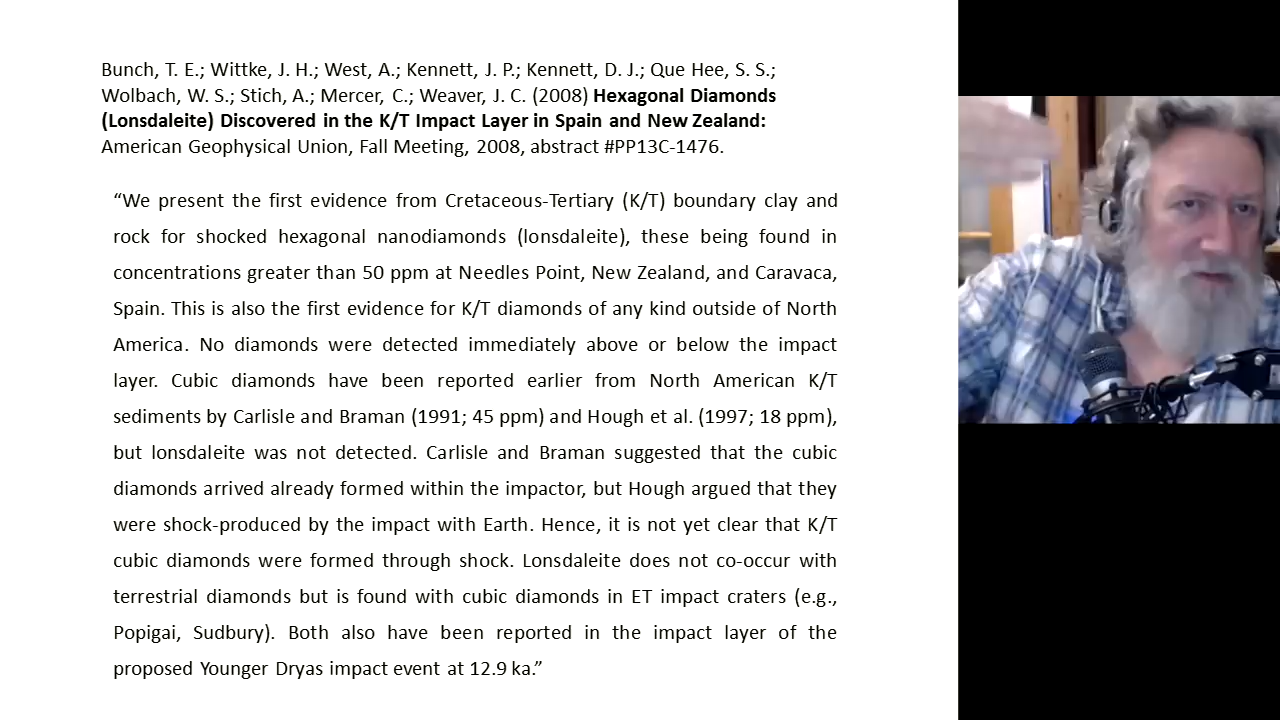 Bunch, T. E.; Wittke, J. H.; West, A.; Kennett, J. P.; Kennett, D. J.; Que Hee, S. S.;
Wolbach, W. S.; Stich, A.; Mercer, C.; Weaver, J. C. (2008) Hexagonal Diamonds
(Lonsdaleite) Discovered in the K/T Impact Layer in Spain and New Zealand:
American Geophysical Union, Fall Meeting, 2008, abstract #PP13C-1476.
“We present the first evidence from Cretaceous-Tertiary (K/T) boundary clay and
rock for shocked hexagonal nanodiamonds (lonsdaleite), these being found in
concentrations greater than 50 ppm at Needles Point, New Zealand, and Caravaca,
Spain. This is also the first evidence for K/T diamonds of any kind outside of North
America. No diamonds were detected immediately above or below the impact
layer. Cubic diamonds have been reported earlier from North American K/T
sediments by Carlisle and Braman (1991; 45 ppm) and Hough et al. (1997; 18 ppm),
but lonsdaleite was not detected. Carlisle and Braman suggested that the cubic
diamonds arrived already formed within the impactor, but Hough argued that they
were shock-produced by the impact with Earth. Hence, it is not yet clear that K/T
cubic diamonds were formed through shock. Lonsdaleite does not co-occur with
terrestrial diamonds but is found with cubic diamonds in ET impact craters (e.g.,
Popigai, Sudbury). Both also have been reported in the impact layer of the
proposed Younger Dryas impact event at 12.9 ka.”